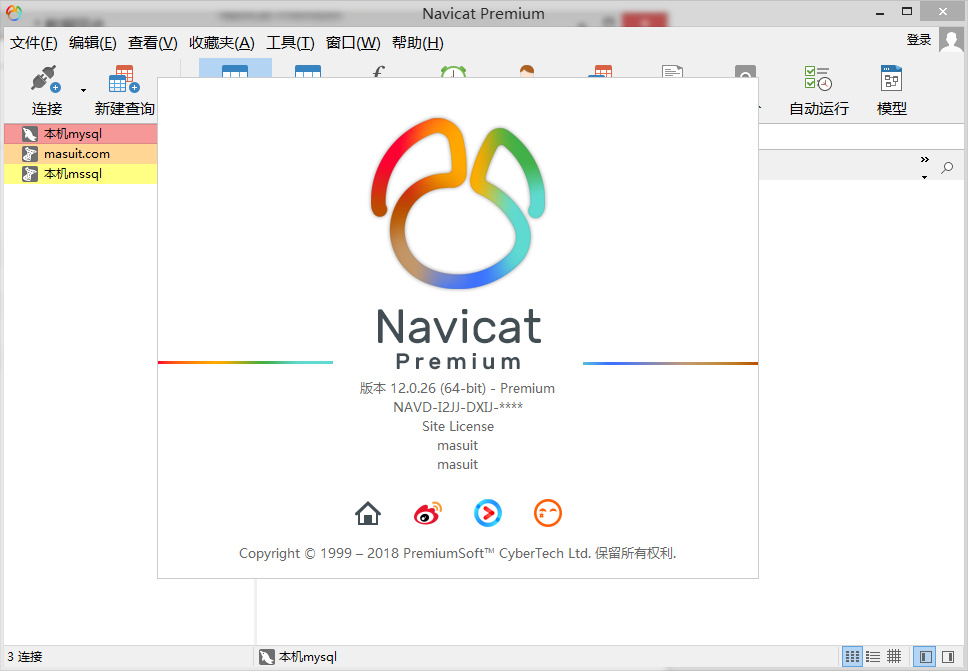 Navicat Premium
文件(F) 编辑(E) 查看(V) 收藏夹(A) 工具(T) 窗口(W) 帮助(H) 登录
连接 新建查询 自动运行 模型
本机mysql
masuit.com
本机mssql
Navicat
Premium
版本 12.0.26 (64-bit) - Premium
NAVD-I2JJ-DXIJ-****
Site License
masuit
masuit
Copyright © 1999 – 2018 PremiumSoft™ CyberTech Ltd. 保留所有权利.
3 连接 本机mysql